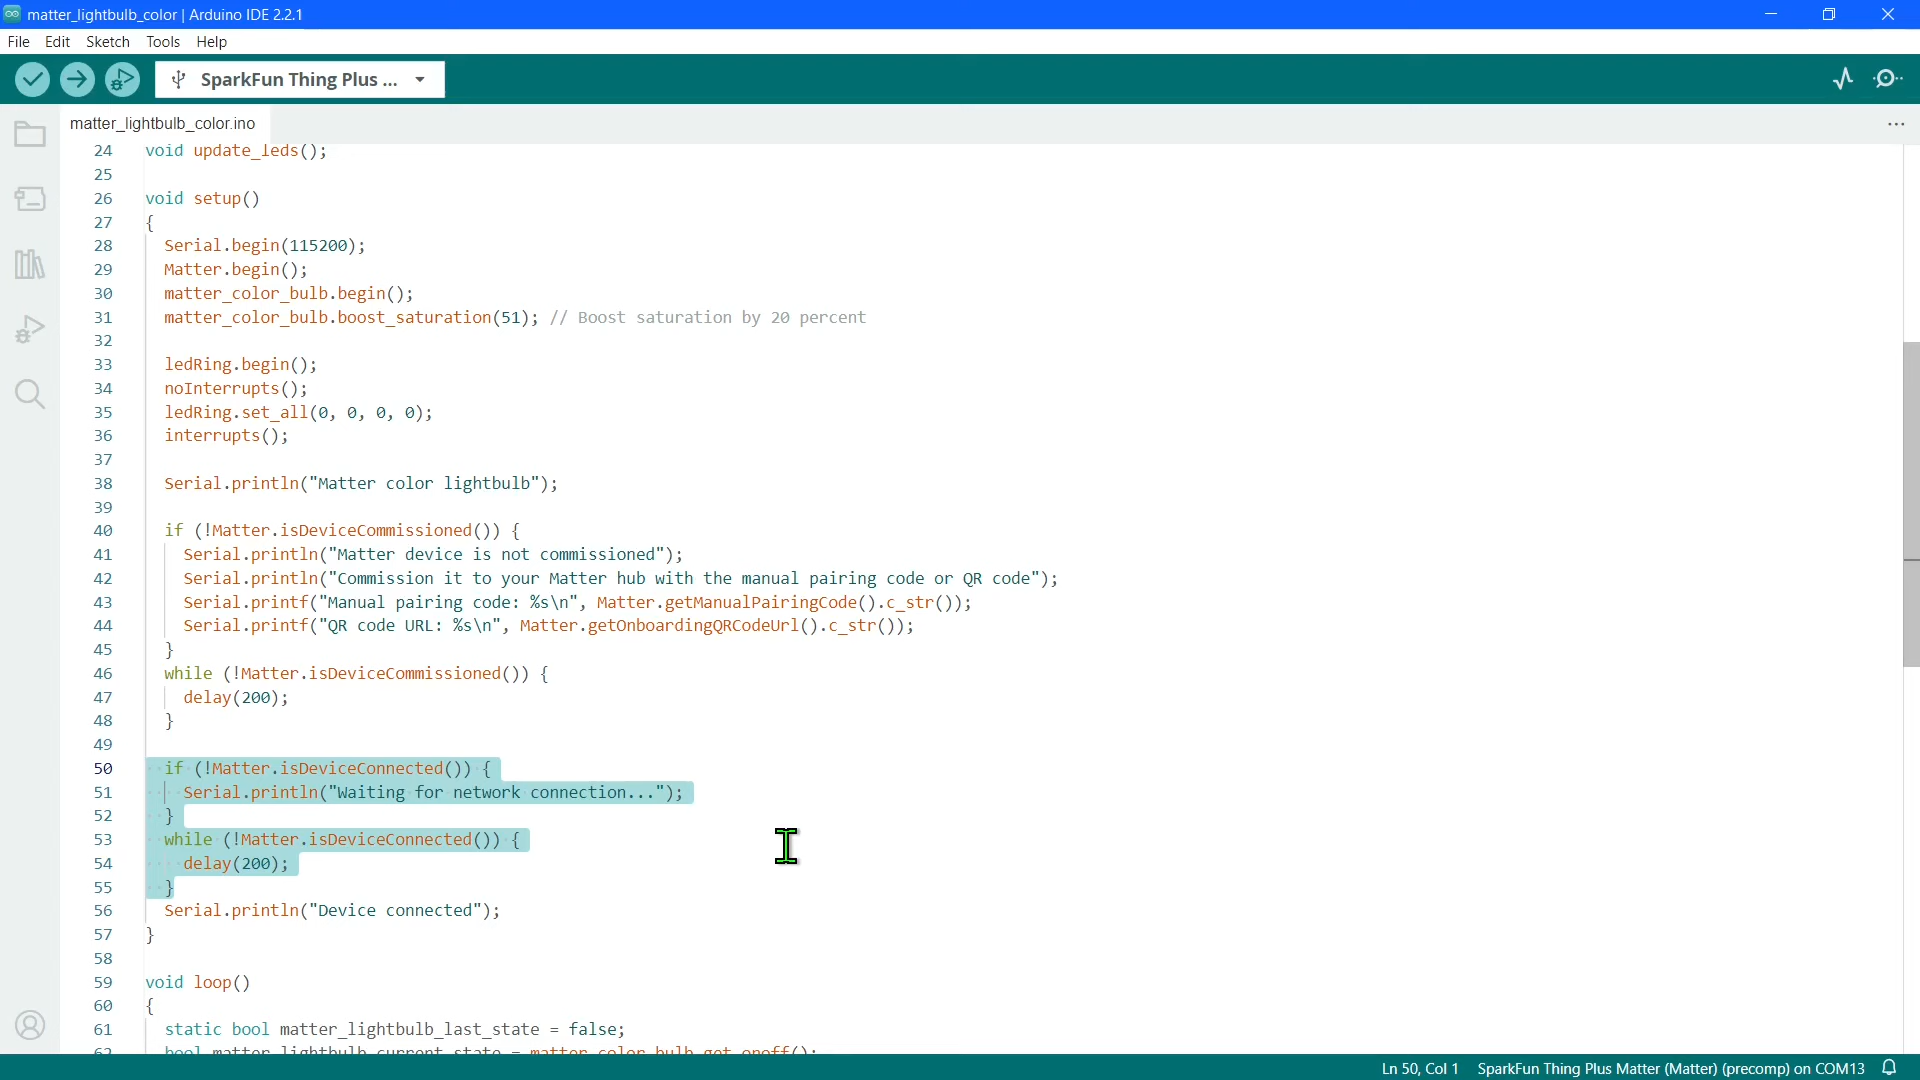 matter_lightbulb_color | Arduino IDE 2.2.1
File Edit Sketch Tools Help
SparkFun Thing Plus ...
matter_lightbulb_color.ino
24 void update_leds();
25
26 void setup()
27 {
28 Serial.begin(115200);
29 Matter.begin();
30 matter_color_bulb.begin();
31 matter_color_bulb.boost_saturation(51); // Boost saturation by 20 percent
32
33 ledRing.begin();
34 noInterrupts();
35 ledRing.set_all(0, 0, 0, 0);
36 interrupts();
37
38 Serial.println("Matter color lightbulb");
39
40 if (!Matter.isDeviceCommissioned()) {
41 Serial.println("Matter device is not commissioned");
42 Serial.println("Commission it to your Matter hub with the manual pairing code or QR code");
43 Serial.printf("Manual pairing code: %s\n", Matter.getManualPairingCode().c_str());
44 Serial.printf("QR code URL: %s\n", Matter.getOnboardingQRCodeUrl().c_str());
45 }
46 while (!Matter.isDeviceCommissioned()) {
47 delay(200);
48 }
49
50 if (!Matter.isDeviceConnected()) {
51 Serial.println("Waiting for network connection...");
52 }
53 while (!Matter.isDeviceConnected()) {
54 delay(200);
55 }
56 Serial.println("Device connected");
57 }
58
59 void loop()
60 {
61 static bool matter_lightbulb_last_state = false;
62 bool matter_lightbulb_current_state = matter_color_bulb.get_onoff();
Ln 50, Col 1 SparkFun Thing Plus Matter (Matter) (precomp) on COM13